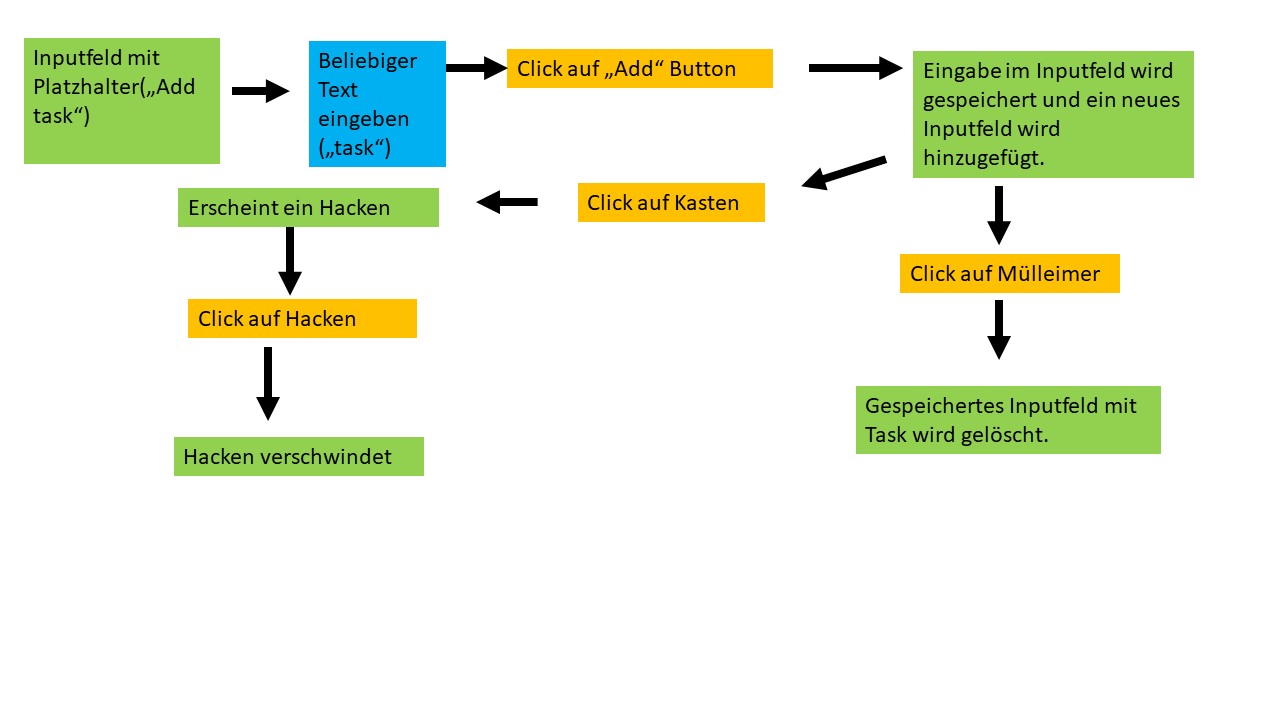 Inputfeld mit
Platzhalter(„Add
task“)
Beliebiger
Text
eingeben
(„task“)
Click auf „Add“ Button
Eingabe im Inputfeld wird
gespeichert und ein neues
Inputfeld wird
hinzugefügt.
Click auf Kasten
Erscheint ein Hacken
Click auf Hacken
Hacken verschwindet
Click auf Mülleimer
Gespeichertes Inputfeld mit
Task wird gelöscht.